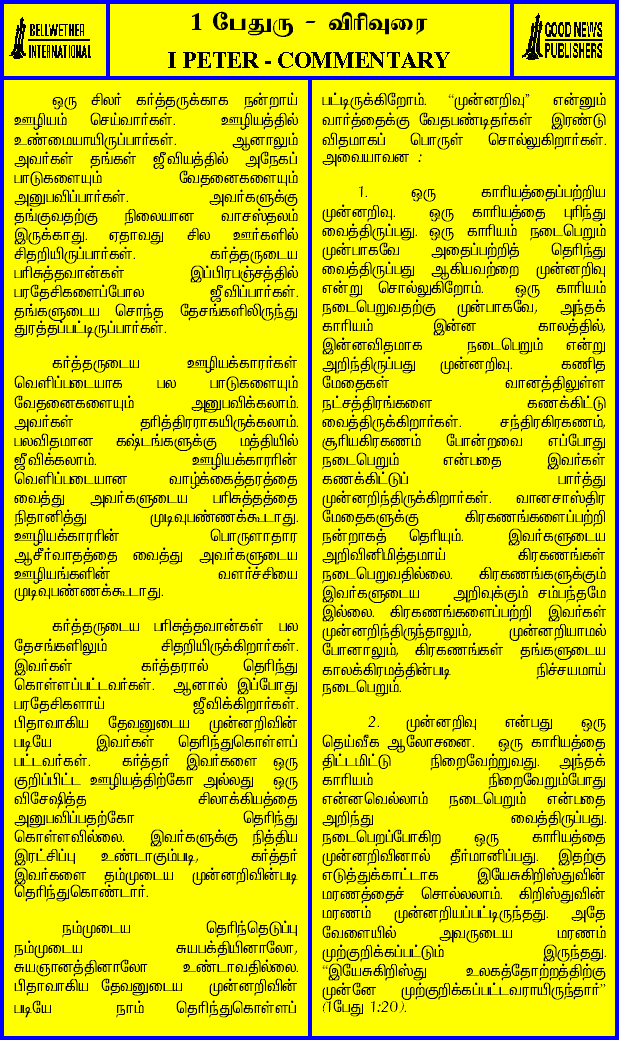 BELLWETHER
INTERNATIONAL
1 பேதுரு - விரிவுரை
I PETER - COMMENTARY
GOOD NEWS
PUBLISHERS
ஒரு சிலர் கர்த்தருக்காக நன்றாய்
ஊழியம் செய்வார்கள். ஊழியத்தில்
உண்மையாயிருப்பார்கள். ஆனாலும்
அவர்கள் தங்கள் ஜீவியத்தில் அநேகப்
பாடுகளையும் வேதனைகளையும்
அனுபவிப்பார்கள். அவர்களுக்கு
தங்குவதற்கு நிலையான வாசஸ்தலம்
இருக்காது. ஏதாவது சில ஊர்களில்
சிதறியிருப்பார்கள். கர்த்தருடைய
பரிசுத்தவான்கள் இப்பிரபஞ்சத்தில்
பரதேசிகளைப்போல ஜீவிப்பார்கள்.
தங்களுடைய சொந்த தேசங்களிலிருந்து
துரத்தப்பட்டிருப்பார்கள்.
கர்த்தருடைய ஊழியக்காரர்கள்
வெளிப்படையாக பல பாடுகளையும்
வேதனைகளையும் அனுபவிக்கலாம்.
அவர்கள் தரித்திரராகயிருக்கலாம்.
பலவிதமான கஷ்டங்களுக்கு மத்தியில்
ஜீவிக்கலாம். ஊழியக்காரரின்
வெளிப்படையான வாழ்க்கைத்தரத்தை
வைத்து அவர்களுடைய பரிசுத்தத்தை
நிதானித்து முடிவுபண்ணக்கூடாது.
ஊழியக்காரரின் பொருளாதார
ஆசீர்வாதத்தை வைத்து அவர்களுடைய
ஊழியங்களின் வளர்ச்சியை
முடிவுபண்ணக்கூடாது.
கர்த்தருடைய பரிசுத்தவான்கள் பல
தேசங்களிலும் சிதறியிருக்கிறார்கள்.
இவர்கள் கர்த்தரால் தெரிந்து
கொள்ளப்பட்டவர்கள். ஆனால் இப்போது
பரதேசிகளாய் ஜீவிக்கிறார்கள்.
பிதாவாகிய தேவனுடைய முன்னறிவின்
படியே இவர்கள் தெரிந்துகொள்ளப்
பட்டவர்கள். கர்த்தர் இவர்களை ஒரு
குறிப்பிட்ட ஊழியத்திற்கோ அல்லது ஒரு
விசேஷித்த சிலாக்கியத்தை
அனுபவிப்பதற்கோ தெரிந்து
கொள்ளவில்லை. இவர்களுக்கு நித்திய
இரட்சிப்பு உண்டாகும்படி, கர்த்தர்
இவர்களை தம்முடைய முன்னறிவின்படி
தெரிந்துகொண்டார்.
நம்முடைய தெரிந்தெடுப்பு
நம்முடைய சுயபக்தியினாலோ,
சுயஞானத்தினாலோ உண்டாவதில்லை.
பிதாவாகிய தேவனுடைய முன்னறிவின்
படியே நாம் தெரிந்துகொள்ளப்
பட்டிருக்கிறோம். “முன்னறிவு” என்னும்
வார்த்தைக்கு வேதபண்டிதர்கள் இரண்டு
விதமாகப் பொருள் சொல்லுகிறார்கள்.
அவையாவன :
1. ஒரு காரியத்தைப்பற்றிய
முன்னறிவு. ஒரு காரியத்தை புரிந்து
வைத்திருப்பது. ஒரு காரியம் நடைபெறும்
முன்பாகவே அதைப்பற்றித் தெரிந்து
வைத்திருப்பது ஆகியவற்றை முன்னறிவு
என்று சொல்லுகிறோம். ஒரு காரியம்
நடைபெறுவதற்கு முன்பாகவே, அந்தக்
காரியம் இன்ன காலத்தில்,
இன்னவிதமாக நடைபெறும் என்று
அறிந்திருப்பது முன்னறிவு. கணித
மேதைகள் வானத்திலுள்ள
நட்சத்திரங்களை கணக்கிட்டு
வைத்திருக்கிறார்கள். சந்திரகிரகணம்,
சூரியகிரகணம் போன்றவை எப்போது
நடைபெறும் என்பதை இவர்கள்
கணக்கிட்டுப் பார்த்து
முன்னறிந்திருக்கிறார்கள். வானசாஸ்திர
மேதைகளுக்கு கிரகணங்களைப்பற்றி
நன்றாகத் தெரியும். இவர்களுடைய
அறிவினிமித்தமாய் கிரகணங்கள்
நடைபெறுவதில்லை. கிரகணங்களுக்கும்
இவர்களுடைய அறிவுக்கும் சம்பந்தமே
இல்லை. கிரகணங்களைப்பற்றி இவர்கள்
முன்னறிந்திருந்தாலும், முன்னறியாமல்
போனாலும், கிரகணங்கள் தங்களுடைய
காலக்கிரமத்தின்படி நிச்சயமாய்
நடைபெறும்.
2. முன்னறிவு என்பது ஒரு
தெய்வீக ஆலோசனை. ஒரு காரியத்தை
திட்டமிட்டு நிறைவேற்றுவது. அந்தக்
காரியம் நிறைவேறும்போது
என்னவெல்லாம் நடைபெறும் என்பதை
அறிந்து வைத்திருப்பது.
நடைபெறப்போகிற ஒரு காரியத்தை
முன்னறிவினால் தீர்மானிப்பது. இதற்கு
எடுத்துக்காட்டாக இயேசுகிறிஸ்துவின்
மரணத்தைச் சொல்லலாம். கிறிஸ்துவின்
மரணம் முன்னறியப்பட்டிருந்தது. அதே
வேளையில் அவருடைய மரணம்
முற்குறிக்கப்பட்டும் இருந்தது.
“இயேசுகிறிஸ்து உலகத்தோற்றத்திற்கு
முன்னே முற்குறிக்கப்பட்டவராயிருந்தார்”
(1பேது 1:20).